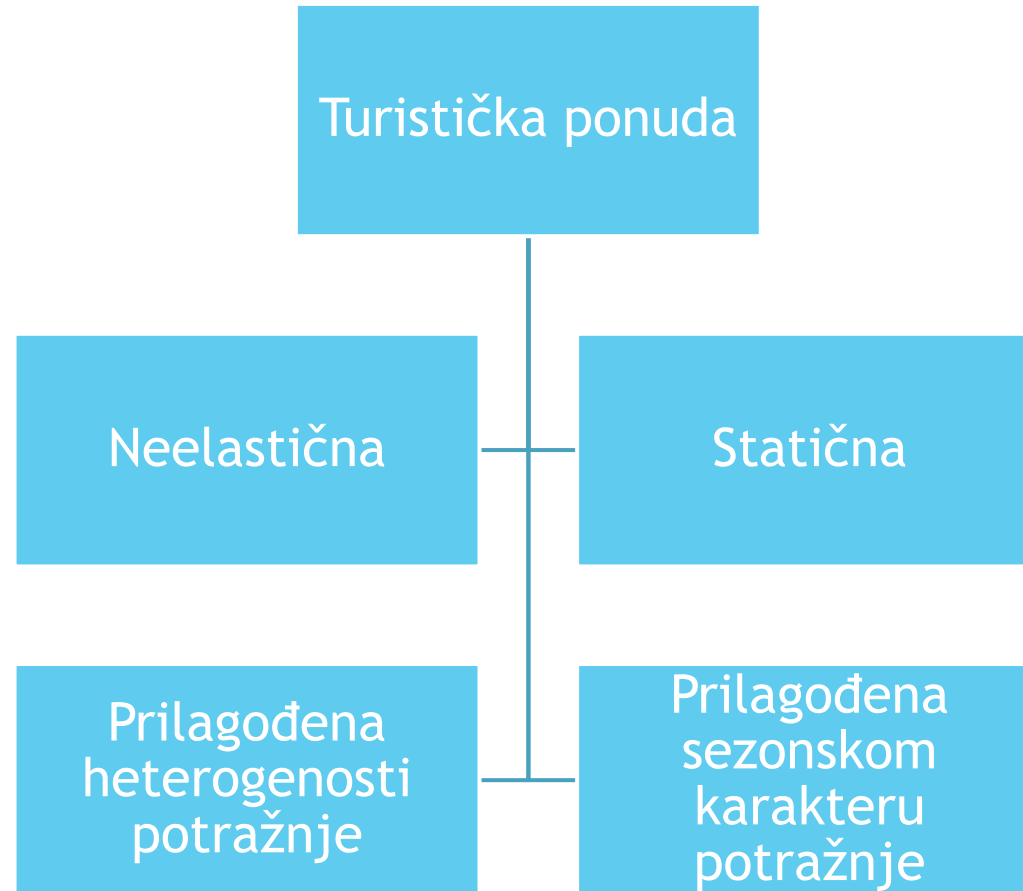 Turistička ponuda
Neelastična
Statična
Prilagođena
heterogenosti
potražnje
Prilagođena
sezonskom
karakteru
potražnje